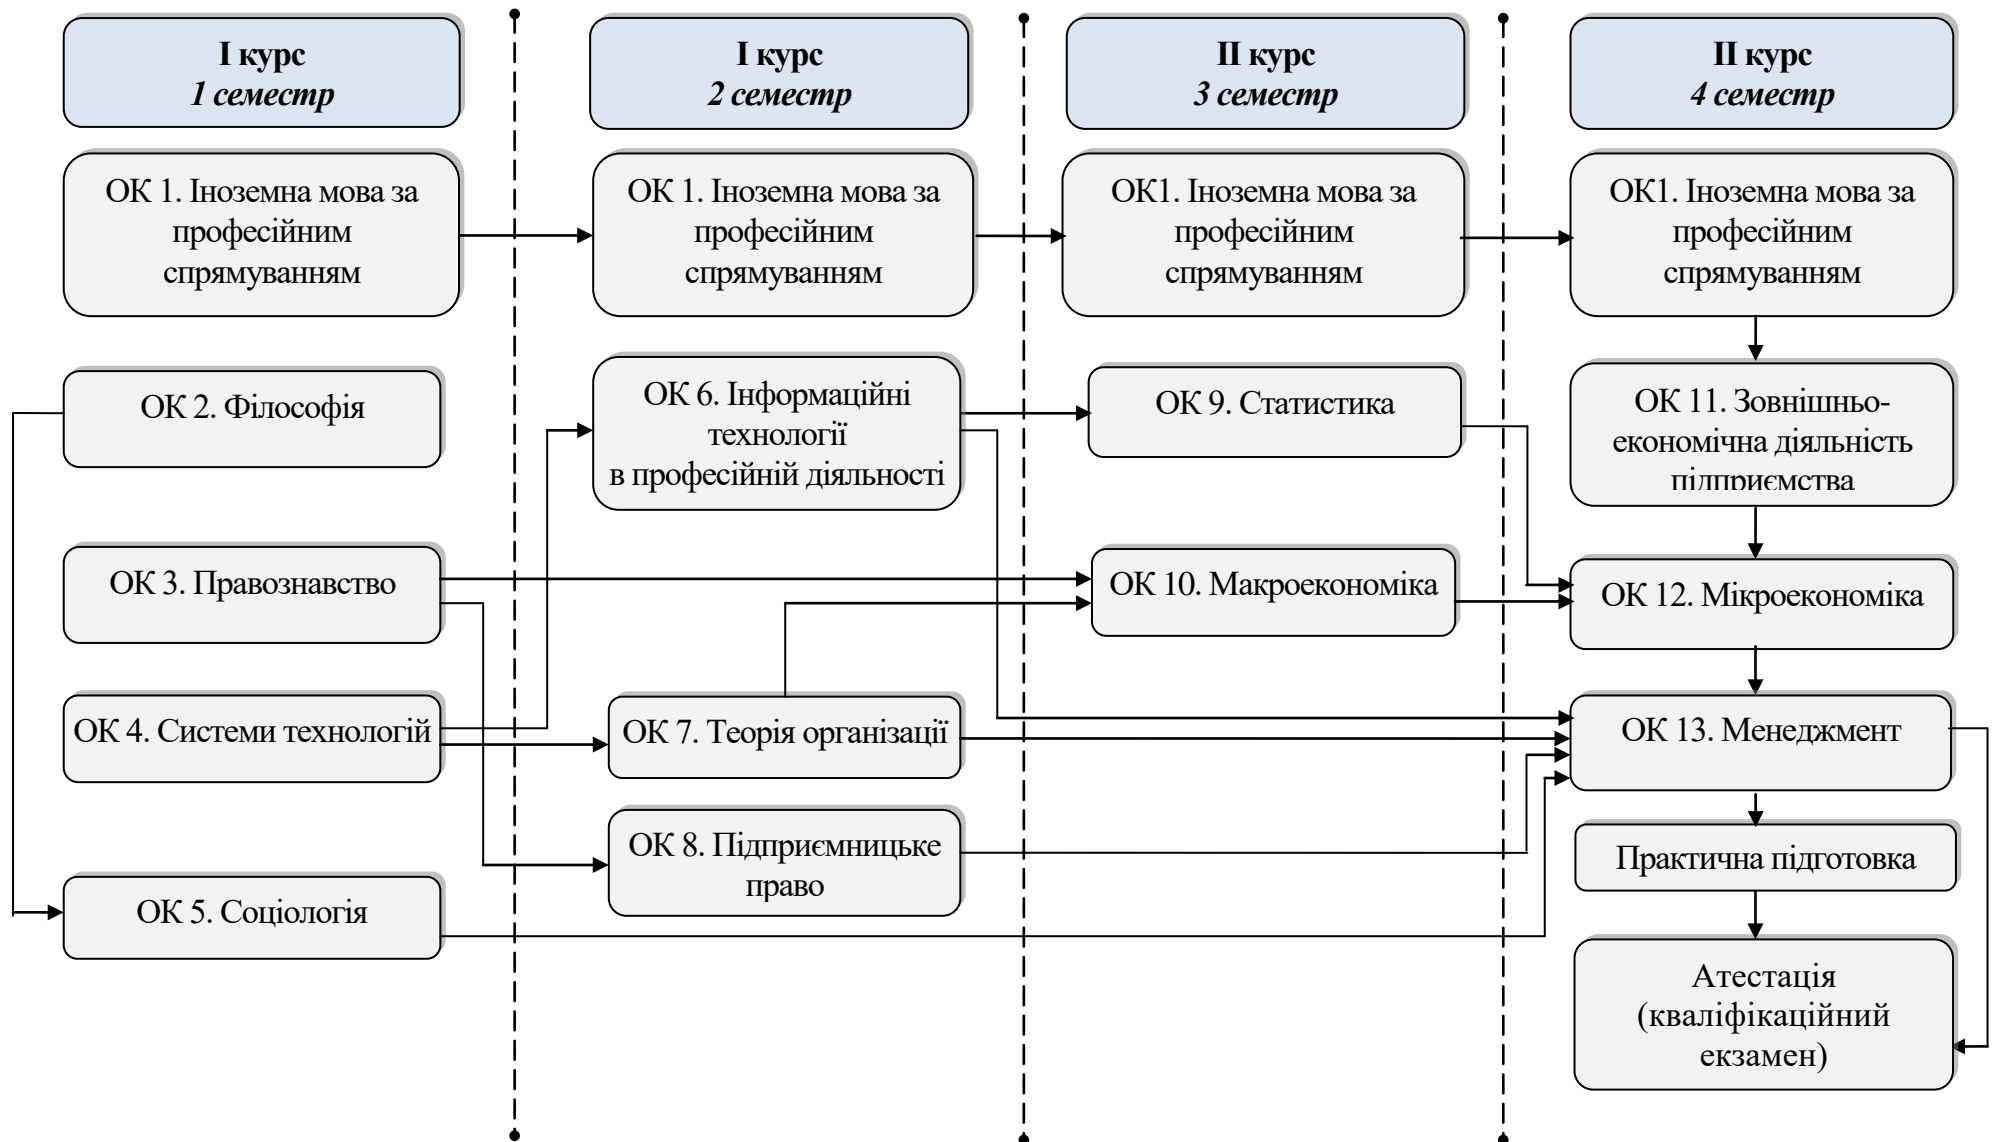 І курс
1 семестр
І курс
2 семестр
ІІ курс
3 семестр
ІІ курс
4 семестр
ОК 1. Іноземна мова за
професійним
спрямуванням
ОК 1. Іноземна мова за
професійним
спрямуванням
ОК1. Іноземна мова за
професійним
спрямуванням
ОК1. Іноземна мова за
професійним
спрямуванням
ОК 2. Філософія
ОК 6. Інформаційні
технології
в професійній діяльності
ОК 9. Статистика
ОК 11. Зовнішньо-
економічна діяльність
підприємства
ОК 3. Правознавство
ОК 10. Макроекономіка
ОК 12. Мікроекономіка
ОК 4. Системи технологій
ОК 7. Теорія організації
ОК 13. Менеджмент
ОК 8. Підприємницьке
право
Практична підготовка
ОК 5. Соціологія
Атестація
(кваліфікаційний
екзамен)